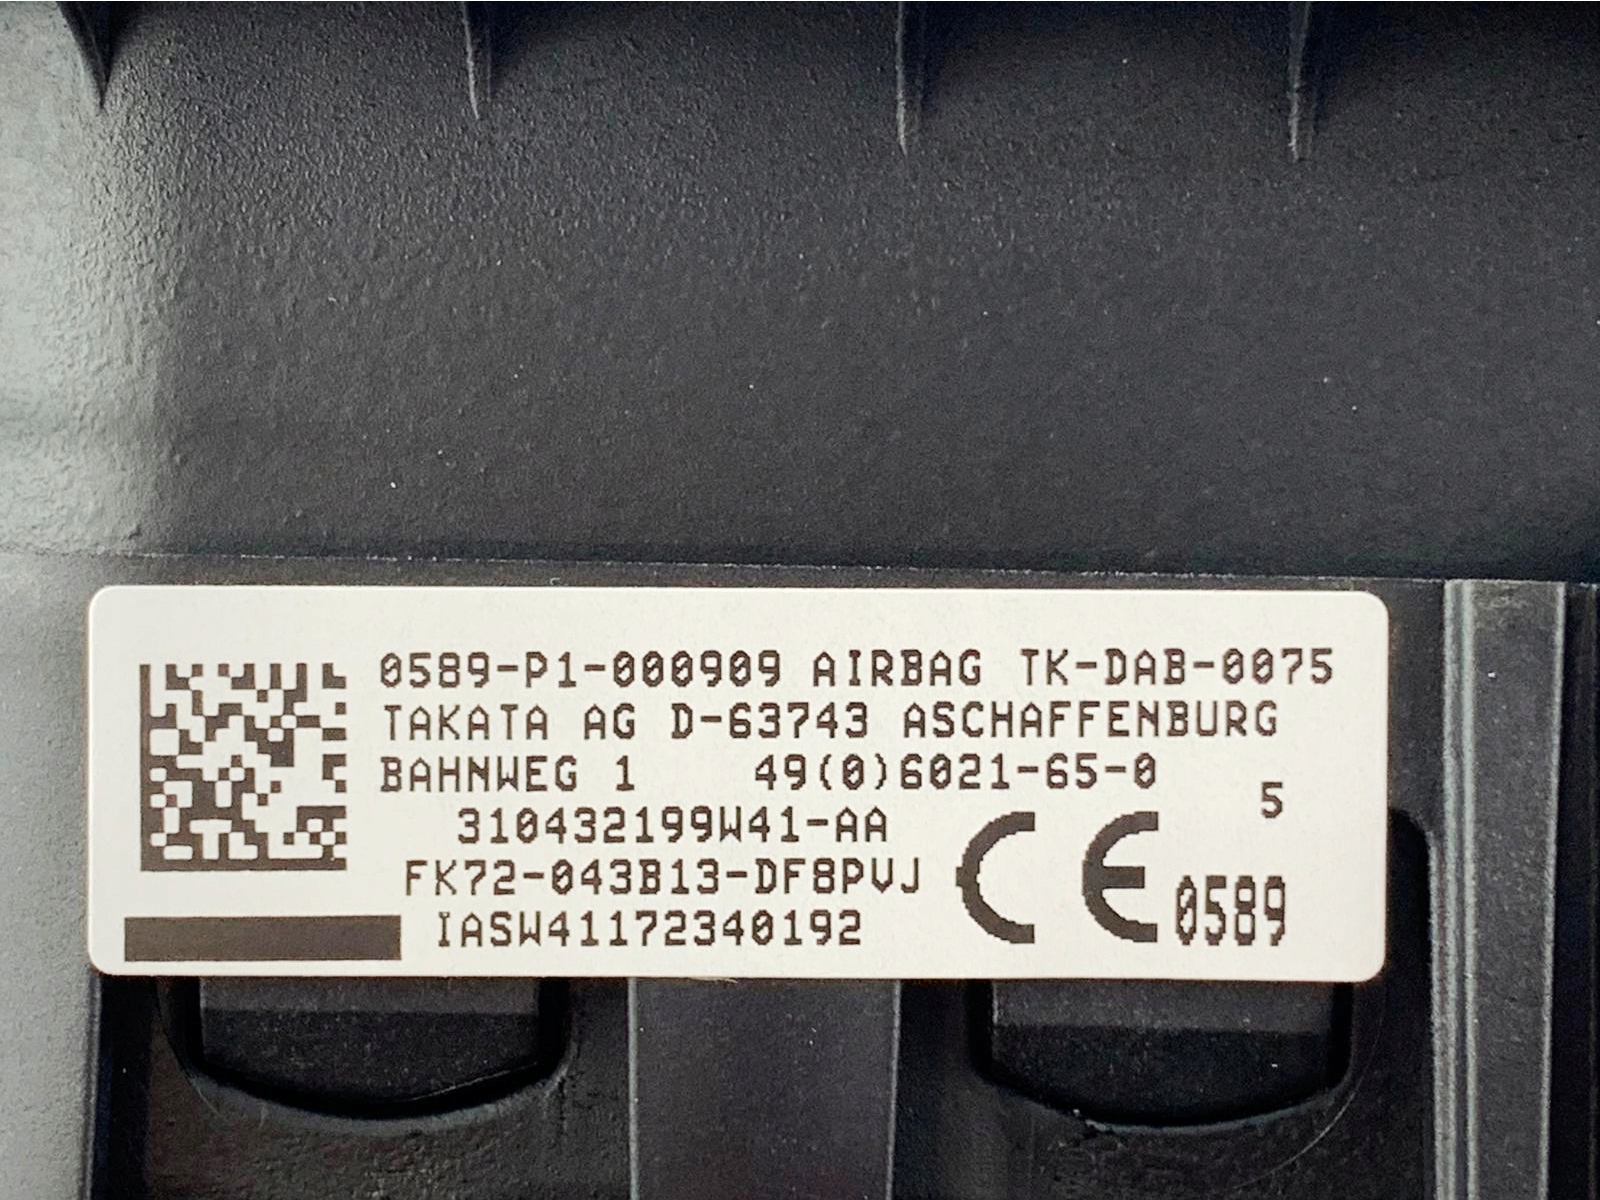 0589-P1-000909 AIRBAG TK-DAB-0075
TAKATA AG D-63743 ASCHAFFENBURG
BAHNWEG 1 49(0)6021-65-0
5
310432199W41-AA
FK72-043B13-DF8PVJ
IASW41172340192
CE 0589